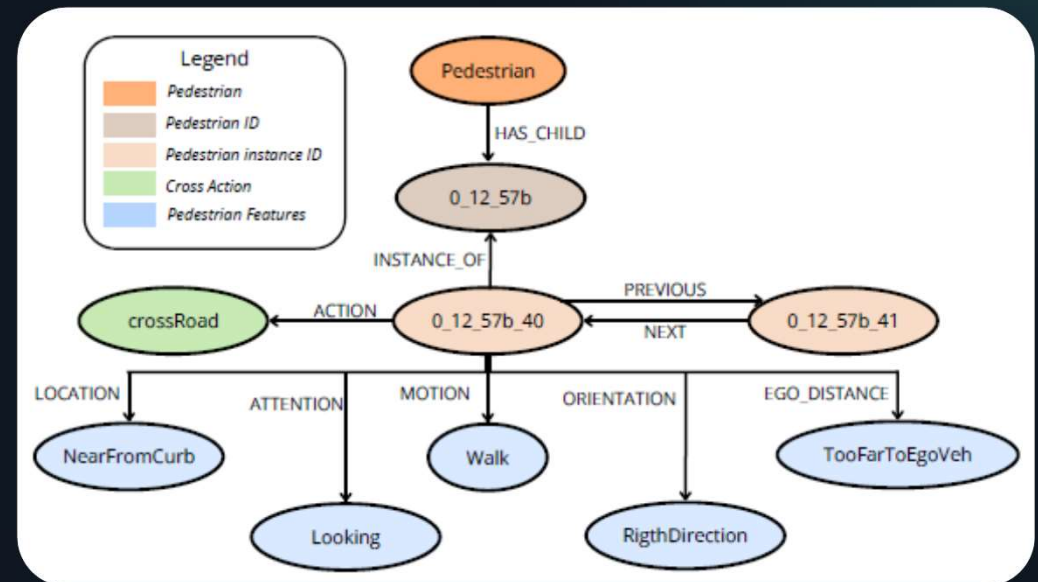 Legend
Pedestrian
Pedestrian ID
Pedestrian instance ID
Cross Action
Pedestrian Features
Pedestrian
HAS_CHILD
0_12_57b
INSTANCE_OF
crossRoad
ACTION
0_12_57b_40
PREVIOUS
NEXT
0_12_57b_41
LOCATION
ATTENTION
MOTION
ORIENTATION
EGO_DISTANCE
NearFromCurb
Looking
Walk
RigthDirection
TooFarToEgoVeh